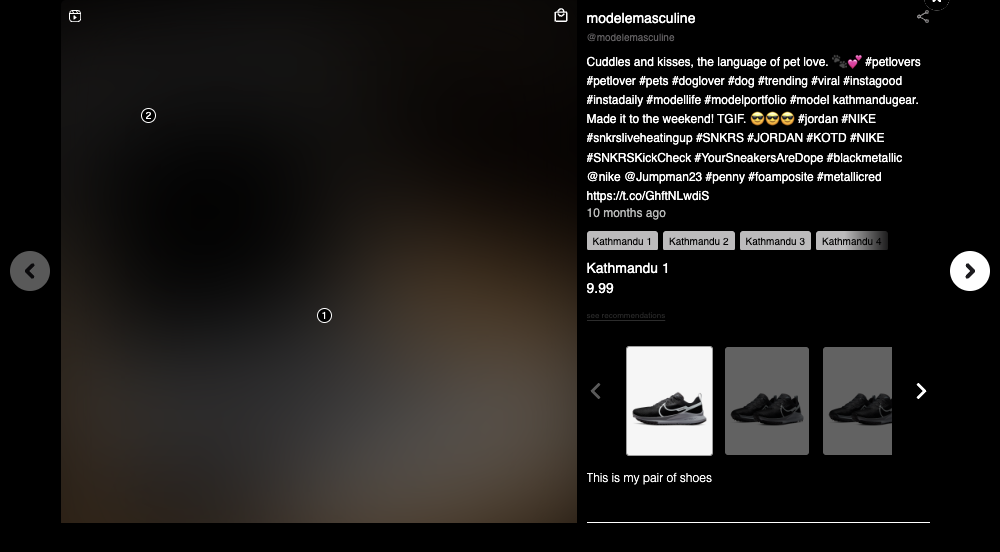 modelemasculine
@modelemasculine
Cuddles and kisses, the language of pet love. 🐾💕 #petlovers
#petlover #pets #doglover #dog #trending #viral #instagood
#instadaily #modellife #modelportfolio #model kathmandugear.
Made it to the weekend! TGIF. 😎😎😎 #jordan #NIKE
#snkrsliveheatingup #SNKRS #JORDAN #KOTD #NIKE
#SNKRSKickCheck #YourSneakersAreDope #blackmetallic
@nike @Jumpman23 #penny #foamposite #metallicred
https://t.co/GhftNLwdiS
10 months ago
Kathmandu 1 Kathmandu 2 Kathmandu 3 Kathmandu 4
Kathmandu 1
9.99
see recommendations
This is my pair of shoes
2
1